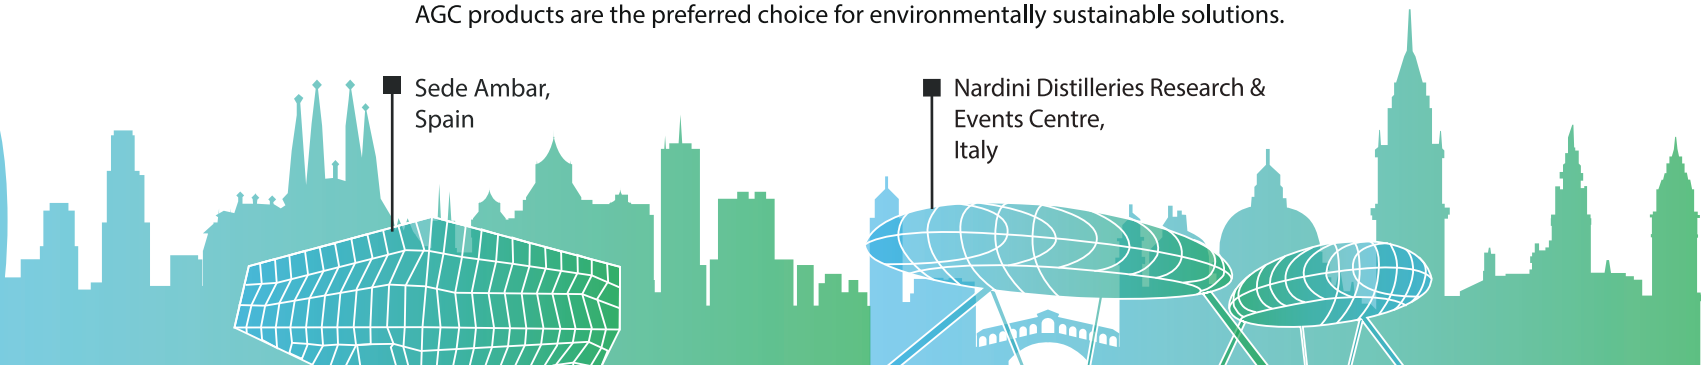 AGC products are the preferred choice for environmentally sustainable solutions.
Sede Ambar,
Spain
Nardini Distilleries Research &
Events Centre,
Italy